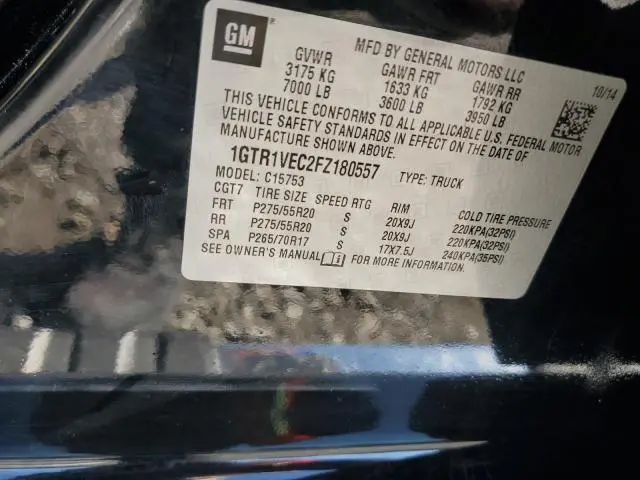 GM
MFD BY GENERAL MOTORS LLC
10/14
GVWR GAWR FRT GAWR RR
3175 KG 1633 KG 1792 KG
7000 LB 3600 LB 3950 LB
THIS VEHICLE CONFORMS TO ALL APPLICABLE U.S. FEDERAL MOTOR
VEHICLE SAFETY STANDARDS IN EFFECT ON THE DATE OF
MANUFACTURE SHOWN ABOVE.
1GTR1VEC2FZ180557
MODEL: C15753 TYPE: TRUCK
CGT7 TIRE SIZE SPEED RTG RIM COLD TIRE PRESSURE
FRT P275/55R20 S 20X9J 220KPA(32PSI)
RR P275/55R20 S 20X9J 220KPA(32PSI)
SPA P265/70R17 S 17X7.5J 240KPA(35PSI)
SEE OWNER'S MANUAL FOR MORE INFORMATION.